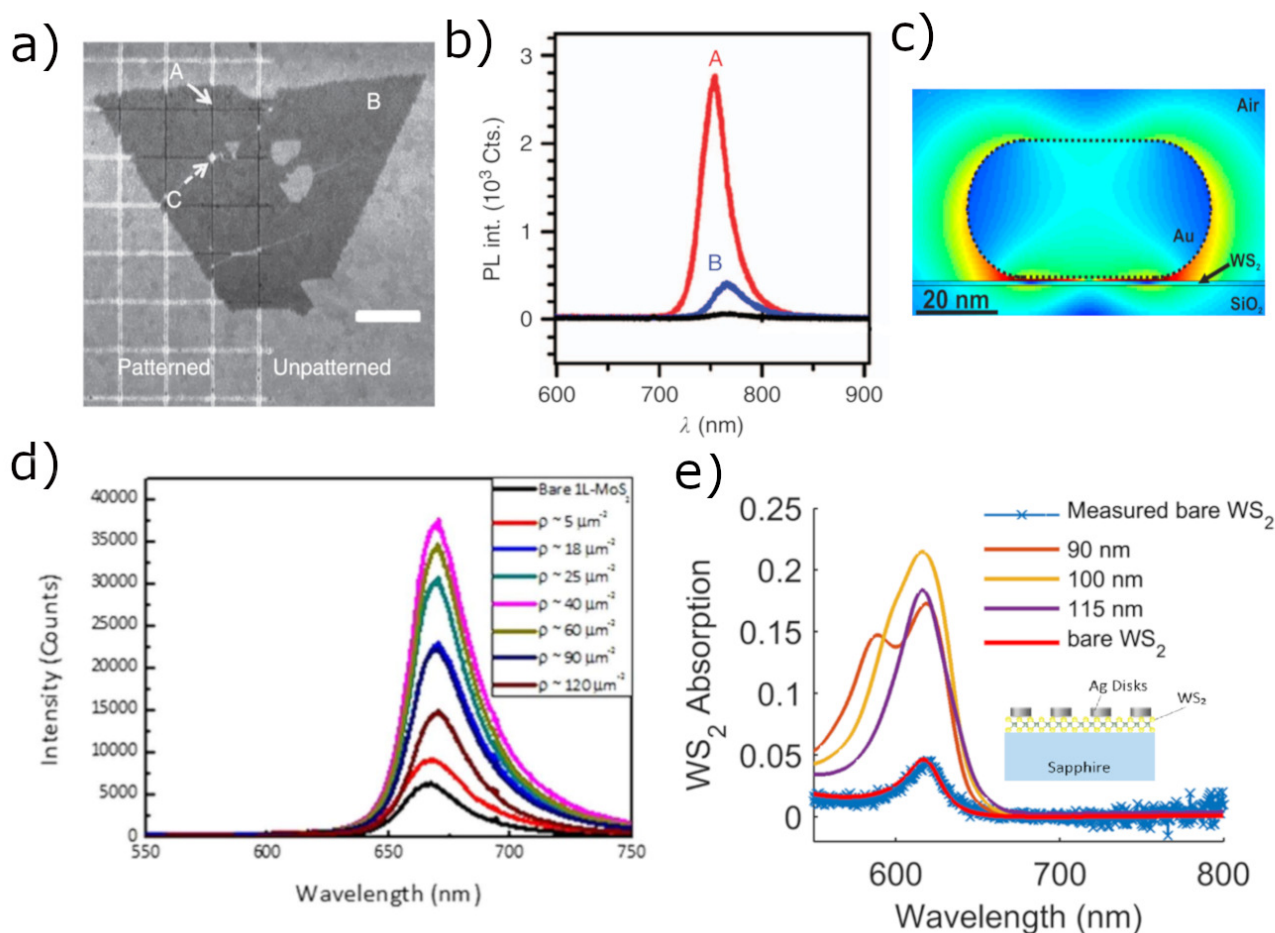 a)
A
B
C
Patterned Unpatterned
b)
PL int. (10³ Cts.)
3
2
1
0
A
B
600 700 800 900
λ (nm)
c)
Air
Au
WS₂
20 nm
SiO₂
d)
Intensity (Counts)
40000
35000
30000
25000
20000
15000
10000
5000
0
Bare 1L-MoS₂
ρ ~ 5 μm⁻²
ρ ~ 18 μm⁻²
ρ ~ 25 μm⁻²
ρ ~ 40 μm⁻²
ρ ~ 60 μm⁻²
ρ ~ 90 μm⁻²
ρ ~ 120 μm⁻²
550 600 650 700 750
Wavelength (nm)
e)
WS₂ Absorption
0.25
0.2
0.15
0.1
0.05
0
Measured bare WS₂
90 nm
100 nm
115 nm
bare WS₂
Ag Disks
WS₂
Sapphire
600 700 800
Wavelength (nm)